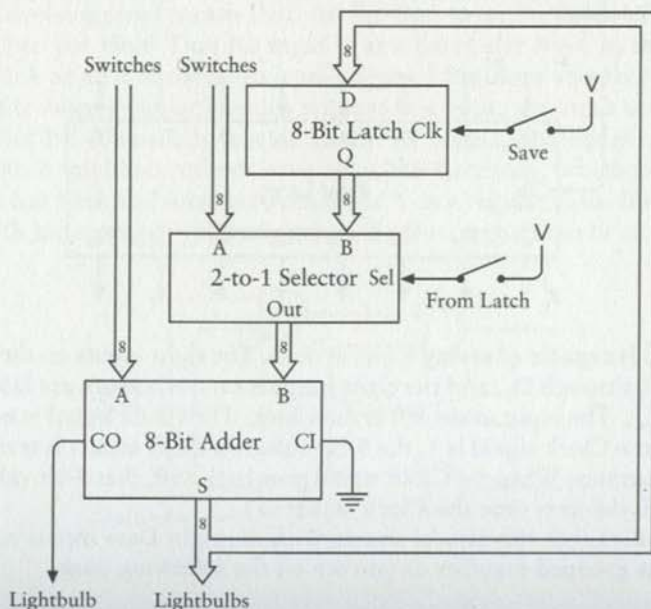 Switches Switches
8
D
8-Bit Latch Clk
Q
V
Save
8
8
A B
2-to-1 Selector Sel
Out
V
From Latch
8
8
A B
CO 8-Bit Adder CI
S
8
Lightbulb Lightbulbs